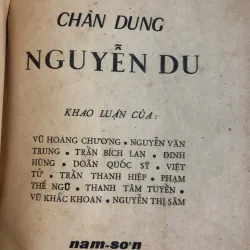 CHÂN DUNG
NGUYỄN DU
KHẢO LUẬN CỦA:
VŨ HOÀNG CHƯƠNG • NGUYỄN VĂN
TRUNG • TRẦN BÍCH LAN • ĐINH
HÙNG • DOÃN QUỐC SỸ • VIỆT
TỬ • TRẦN THANH HIỆP • PHẠM
THẾ NGŨ • THANH TÂM TUYỀN •
VŨ KHẮC KHOAN • NGUYỄN THỊ SÂM
nam-sơn